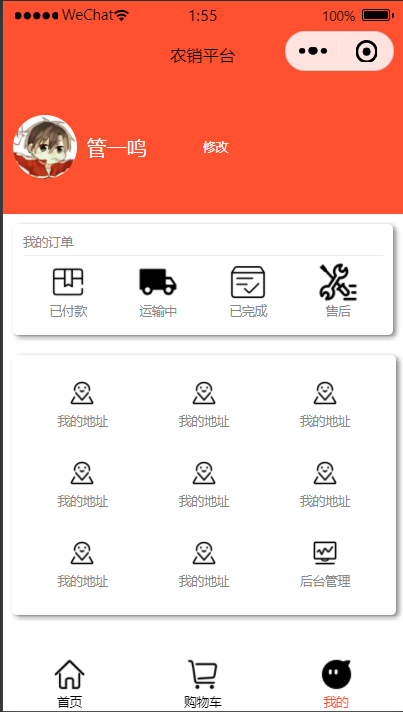 WeChat 1:55 100%
农销平台
管一鸣 修改
我的订单
已付款 运输中 已完成 售后
我的地址 我的地址 我的地址
我的地址 我的地址 我的地址
我的地址 我的地址 后台管理
首页 购物车 我的